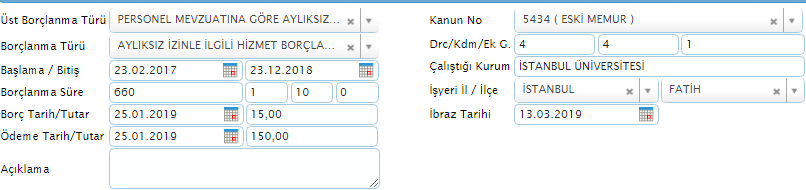 Üst Borçlanma Türü PERSONEL MEVZUATINA GÖRE AYLIKSIZ...
Borçlanma Türü AYLIKSIZ İZİNLE İLGİLİ HİZMET BORÇLA...
Başlama / Bitiş 23.02.2017 23.12.2018
Borçlanma Süre 660 1 10 0
Borç Tarih/Tutar 25.01.2019 15,00
Ödeme Tarih/Tutar 25.01.2019 150,00
Açıklama
Kanun No 5434 ( ESKİ MEMUR )
Drc/Kdm/Ek G. 4 4 1
Çalıştığı Kurum İSTANBUL ÜNİVERSİTESİ
İşyeri İl / İlçe İSTANBUL FATİH
İbraz Tarihi 13.03.2019